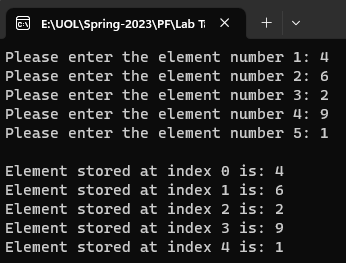 E:\UOL\Spring-2023\PF\Lab T
Please enter the element number 1: 4
Please enter the element number 2: 6
Please enter the element number 3: 2
Please enter the element number 4: 9
Please enter the element number 5: 1
Element stored at index 0 is: 4
Element stored at index 1 is: 6
Element stored at index 2 is: 2
Element stored at index 3 is: 9
Element stored at index 4 is: 1